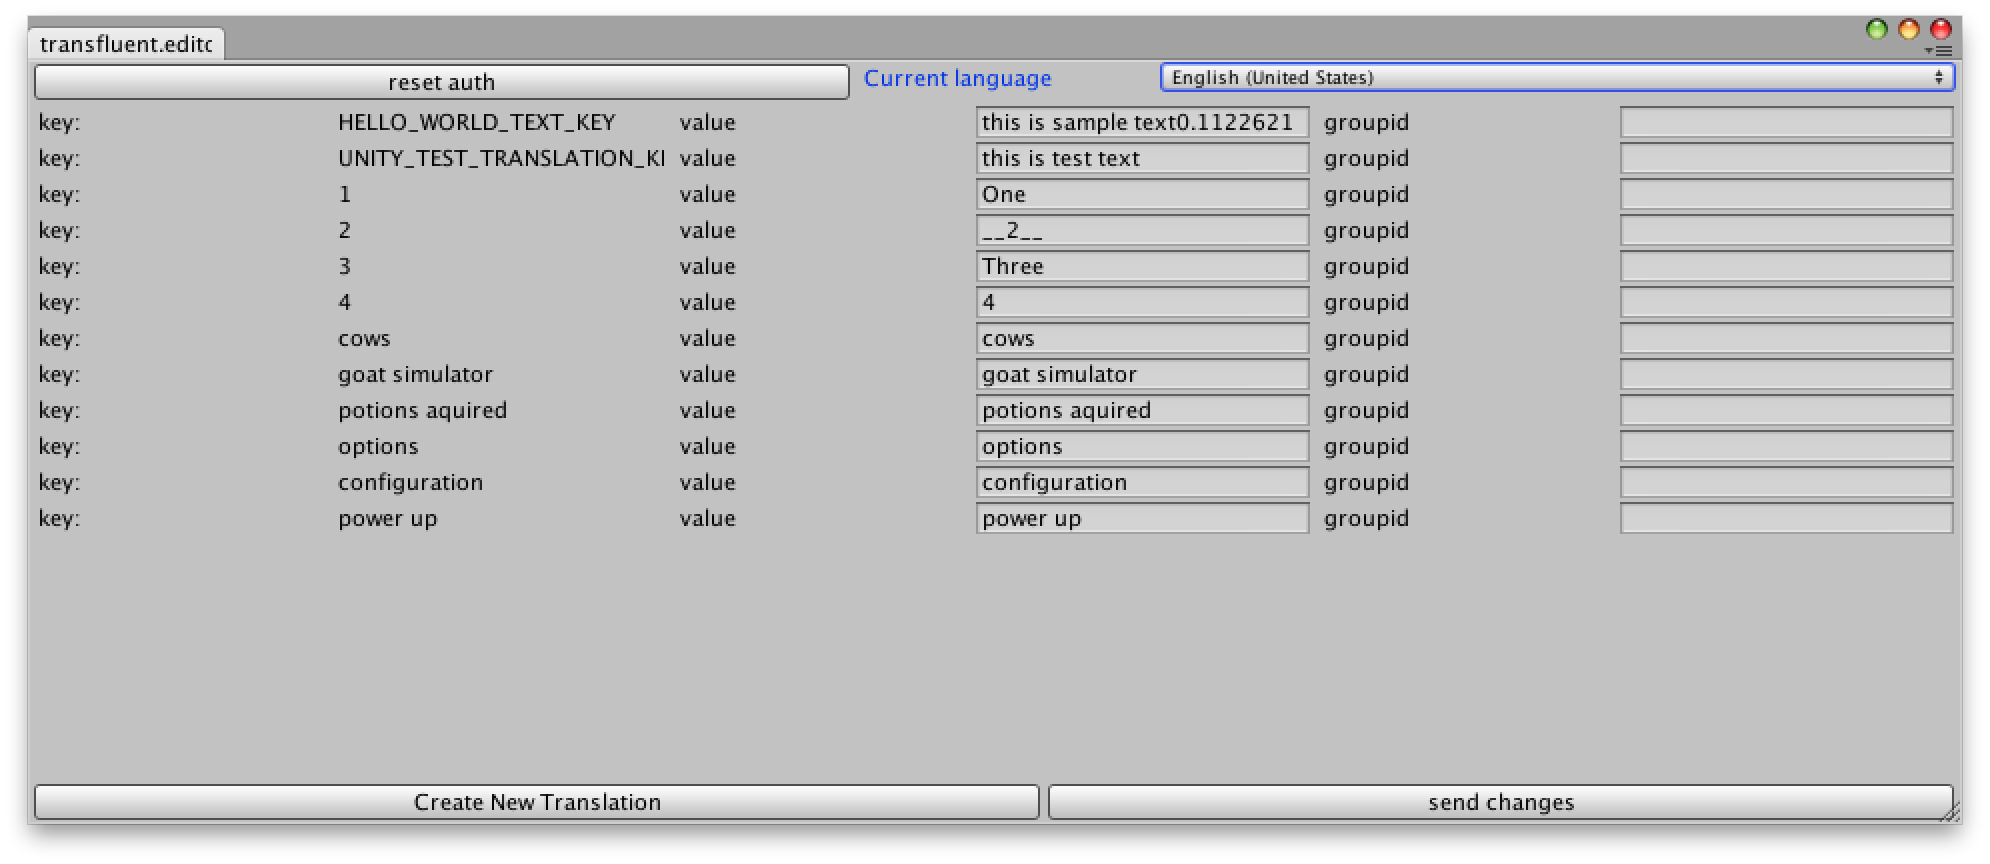 transfluent.editc
reset auth Current language English (United States)
key: HELLO_WORLD_TEXT_KEY value this is sample text0.1122621 groupid
key: UNITY_TEST_TRANSLATION_KI value this is test text groupid
key: 1 value One groupid
key: 2 value __2__ groupid
key: 3 value Three groupid
key: 4 value 4 groupid
key: cows value cows groupid
key: goat simulator value goat simulator groupid
key: potions aquired value potions aquired groupid
key: options value options groupid
key: configuration value configuration groupid
key: power up value power up groupid
Create New Translation send changes